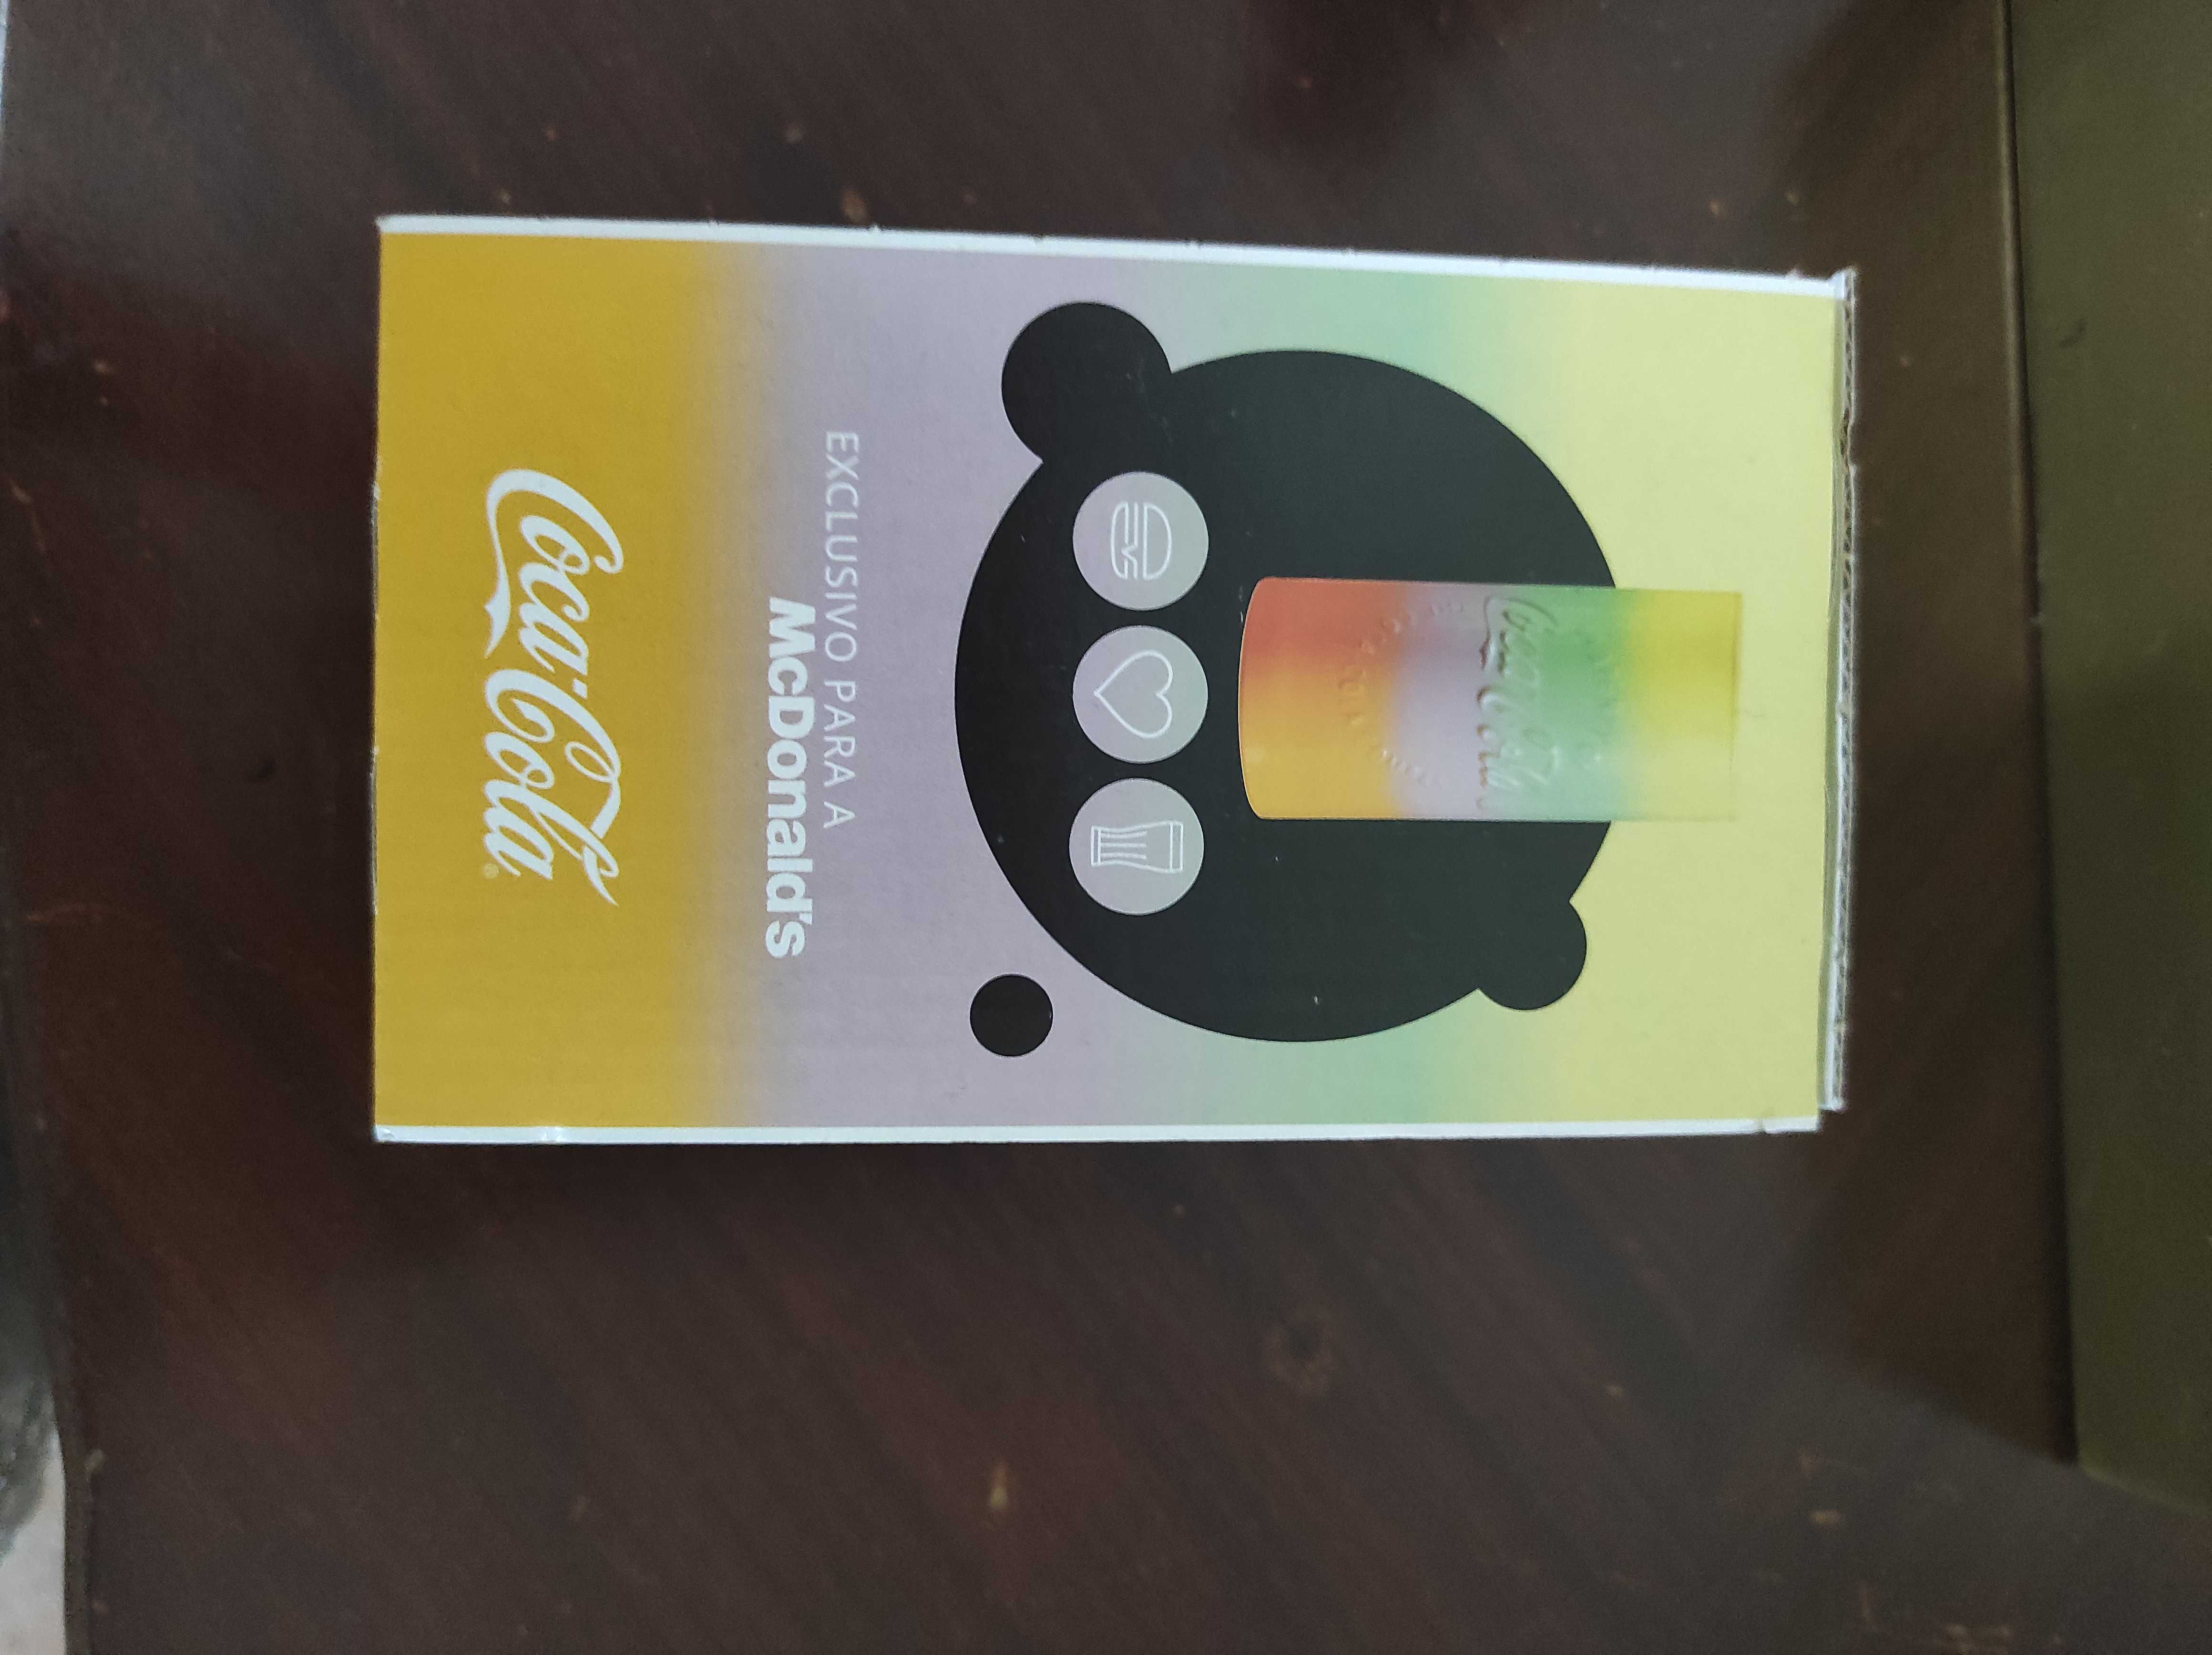 Coca-Cola
EXCLUSIVO PARA A
McDonald's
Coca-Cola®